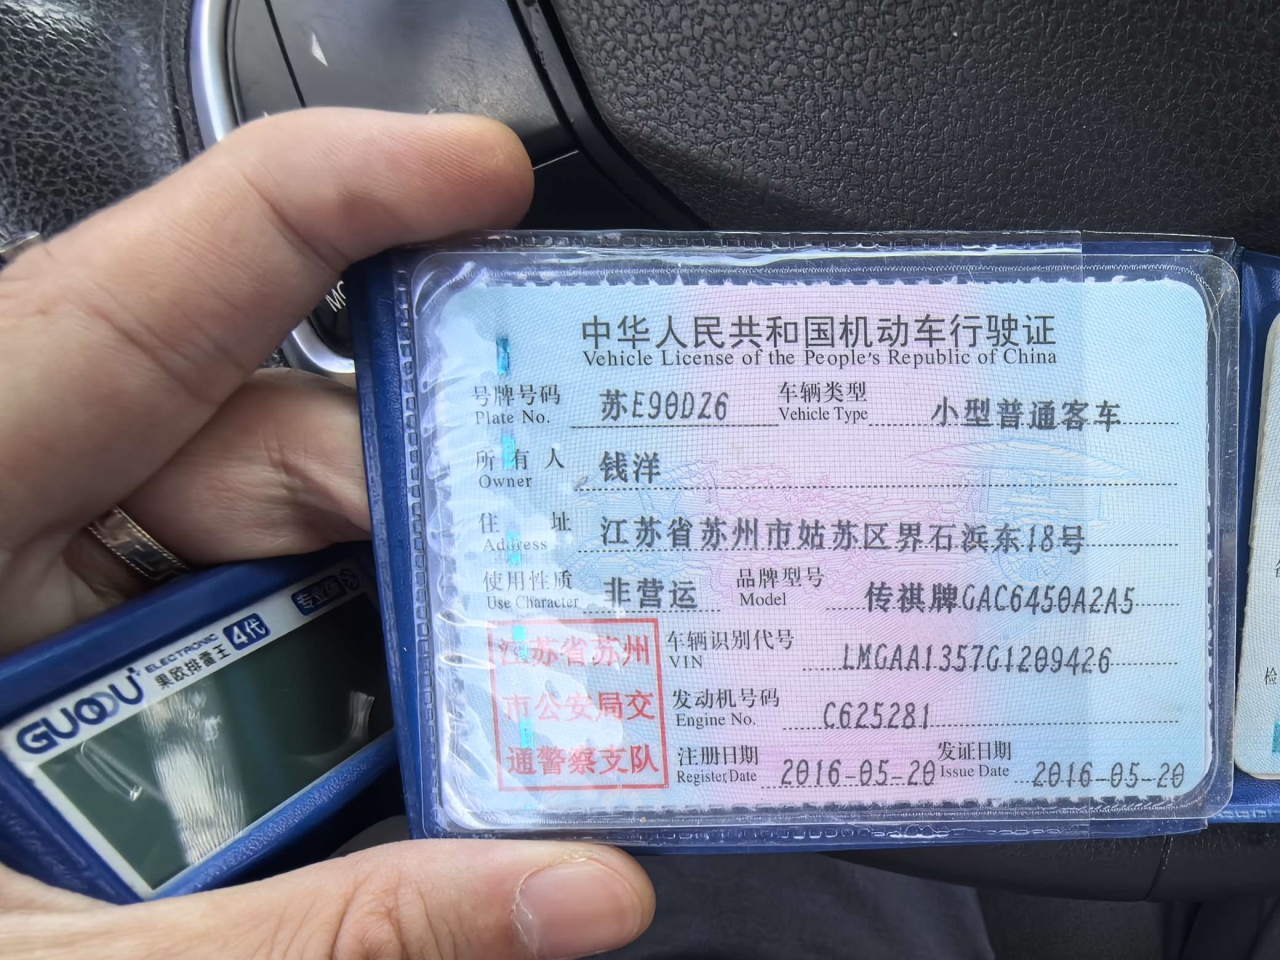 中华人民共和国机动车行驶证
Vehicle License of the People's Republic of China
号牌号码 苏E90DZ6 车辆类型 小型普通客车
Plate No. Vehicle Type
所有人 钱洋
Owner
住址 江苏省苏州市姑苏区界石浜东18号
Address
使用性质 非营运 品牌型号 传祺牌GAC6450A2A5
Use Character Model
车辆识别代号 LMGAA1357G1209426
VIN
发动机号码 C625281
Engine No.
注册日期 2016-05-20 发证日期 2016-05-20
Register Date Issue Date
江苏省苏州
市公安局交
通警察支队
GUOOU
ELECTRONIC
果欧排雷王
4代
检